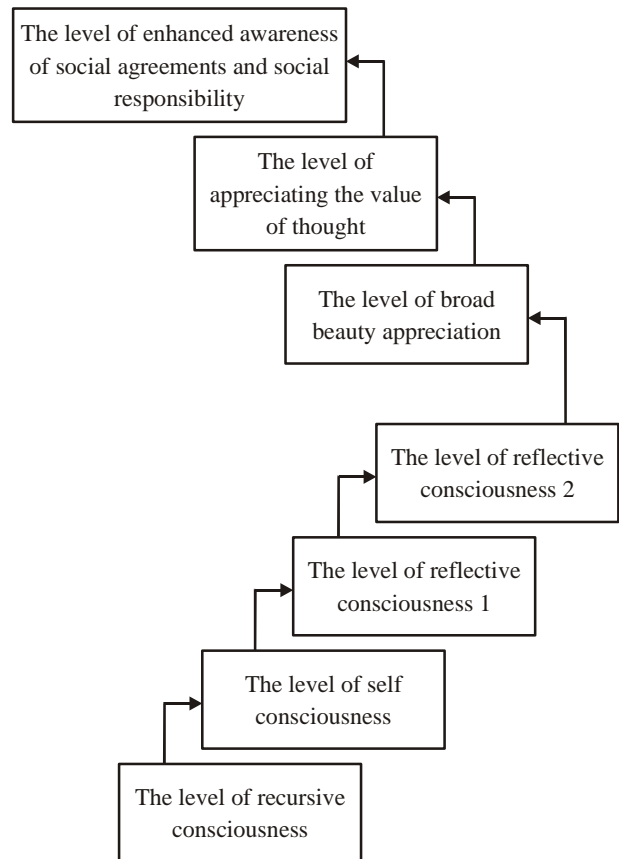 The level of enhanced awareness
of social agreements and social
responsibility
The level of
appreciating the value
of thought
The level of broad
beauty appreciation
The level of reflective
consciousness 2
The level of reflective
consciousness 1
The level of self
consciousness
The level of recursive
consciousness